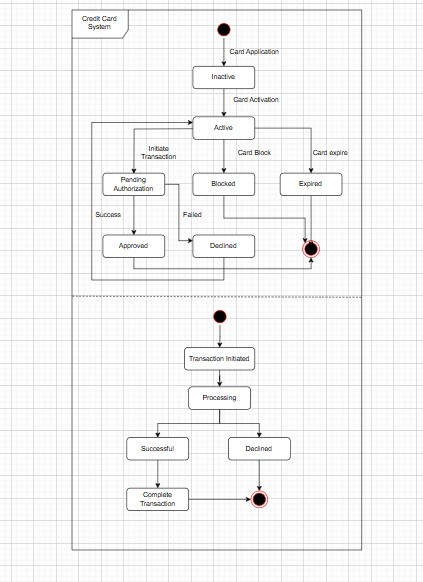 Credit Card
System
Card Application
Inactive
Card Activation
Active
Initiate
Transaction
Card Block
Card expire
Pending
Authorization
Blocked
Expired
Success
Failed
Approved
Declined
Transaction Initiated
Processing
Successful
Declined
Complete
Transaction